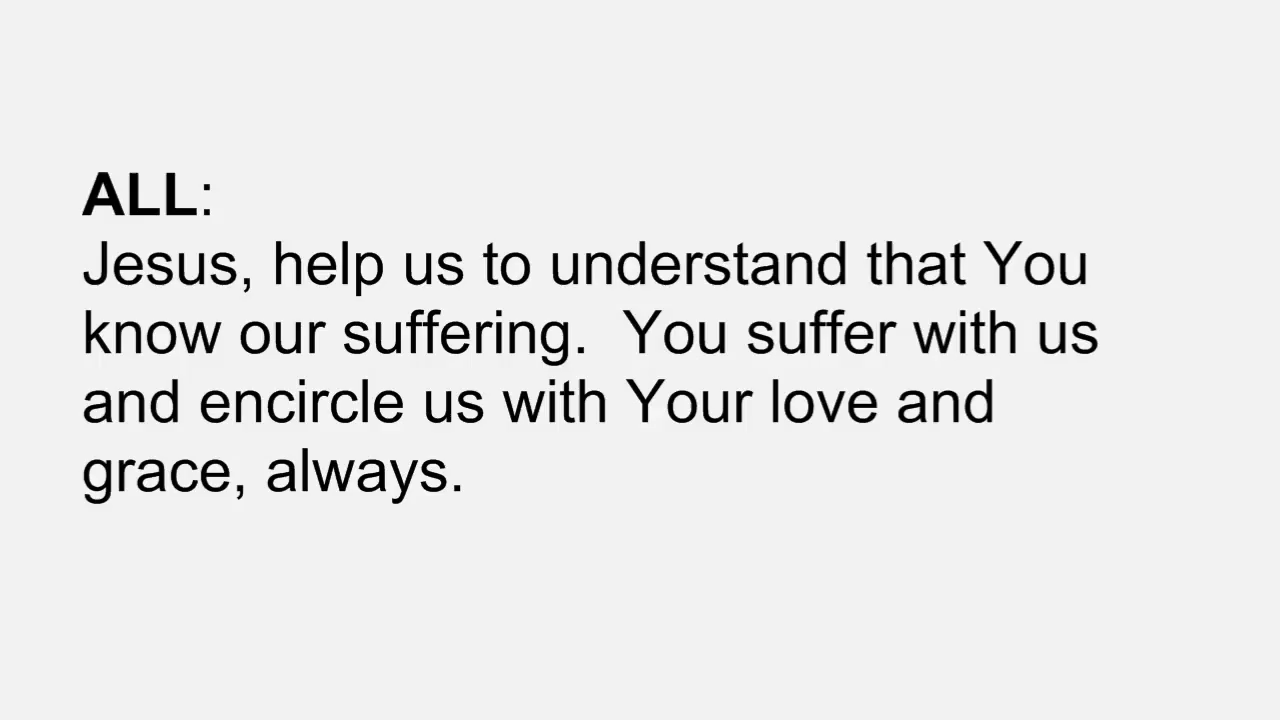 ALL:
Jesus, help us to understand that You
know our suffering.  You suffer with us
and encircle us with Your love and
grace, always.